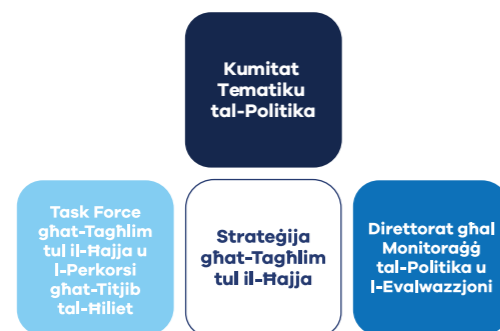 Kumitat
Tematiku
tal-Politika
Task Force
għat-Tagħlim
tul il-Ħajja u
l-Perkorsi
għat-Titjib
tal-Ħiliet
Strateġija
għat-Tagħlim
tul il-Ħajja
Direttorat għal
Monitoraġġ
tal-Politika u
l-Evalwazzjoni